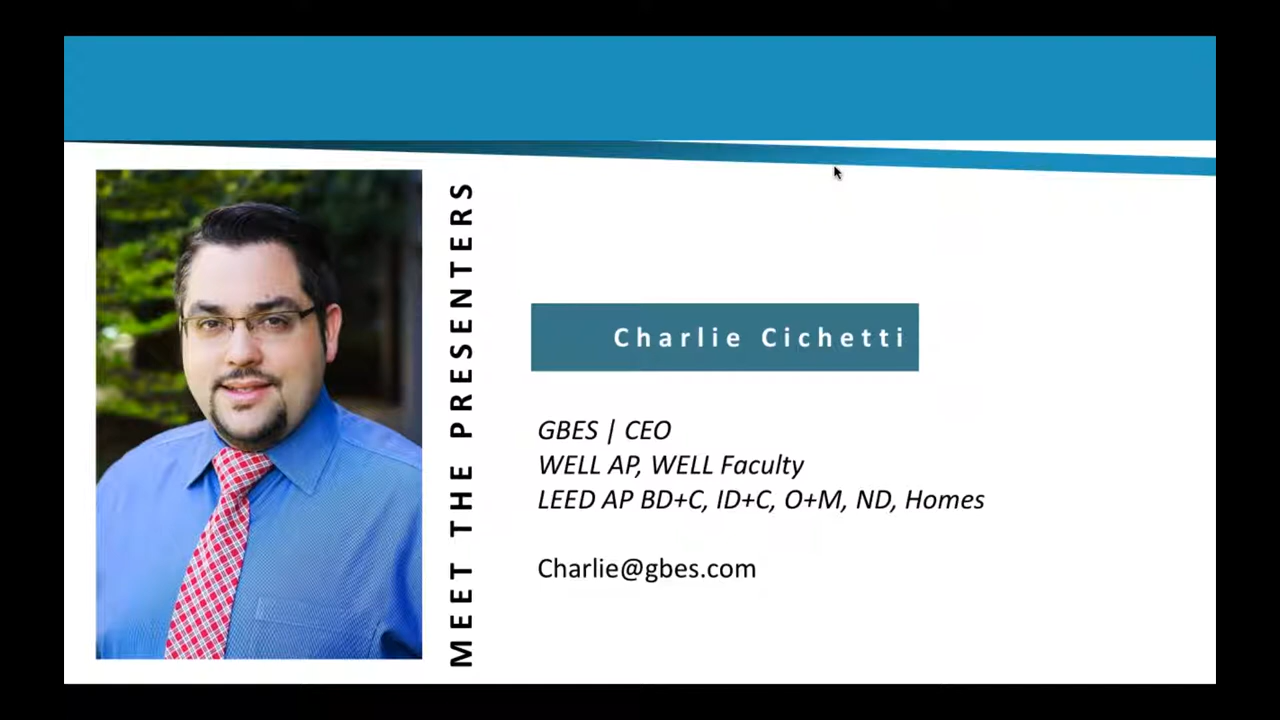 MEET THE PRESENTERS
Charlie Cichetti
GBES | CEO
WELL AP, WELL Faculty
LEED AP BD+C, ID+C, O+M, ND, Homes
Charlie@gbes.com